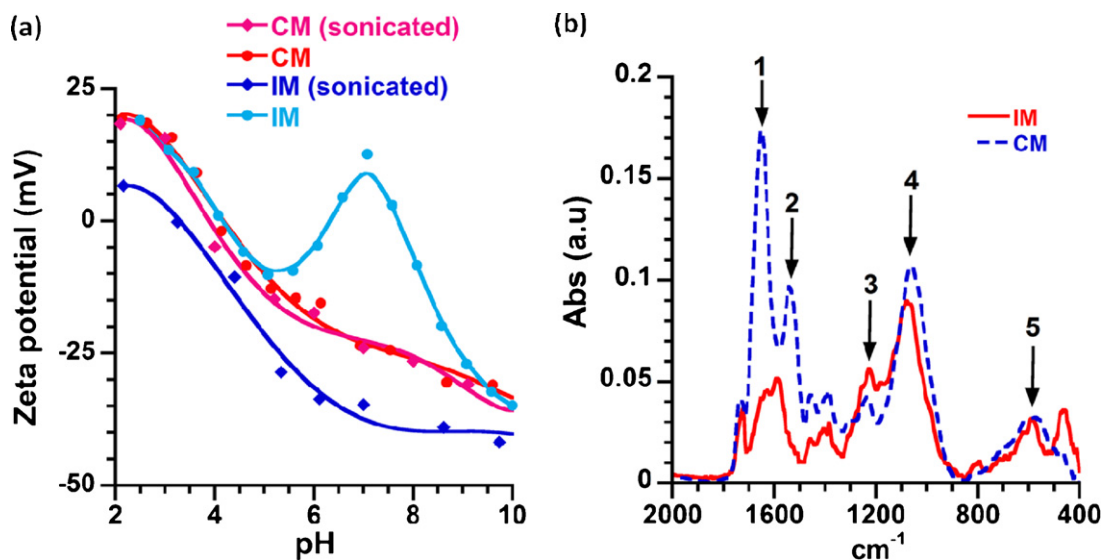 (a)
CM (sonicated)
CM
IM (sonicated)
IM
Zeta potential (mV)
25
0
-25
-50
2 4 6 8 10
pH
(b)
1
2
3
4
5
IM
CM
Abs (a.u)
0.2
0.15
0.1
0.05
0
2000 1600 1200 800 400
cm-1